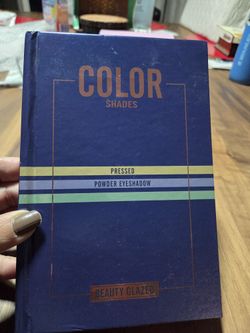 COLOR
SHADES
PRESSED
POWDER EYESHADOW
BEAUTY GLAZED